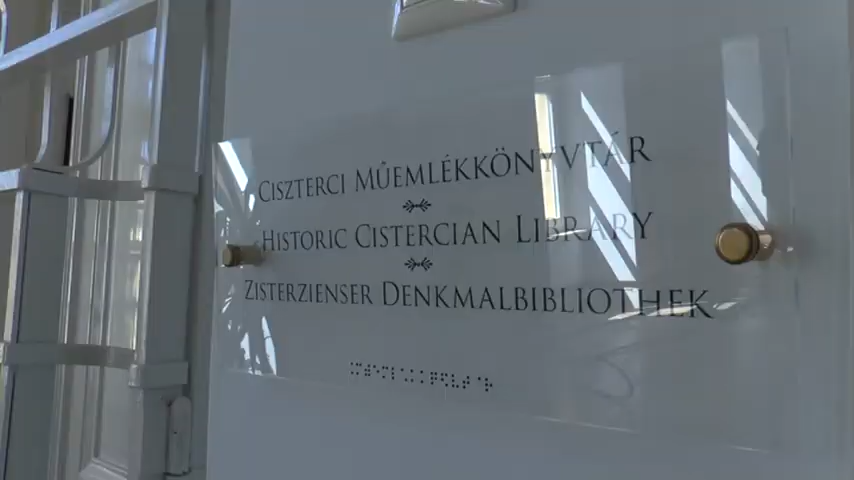 Ciszterci Műemlékkönyvtár
Historic Cistercian Library
Zisterzienser Denkmalbibliothek